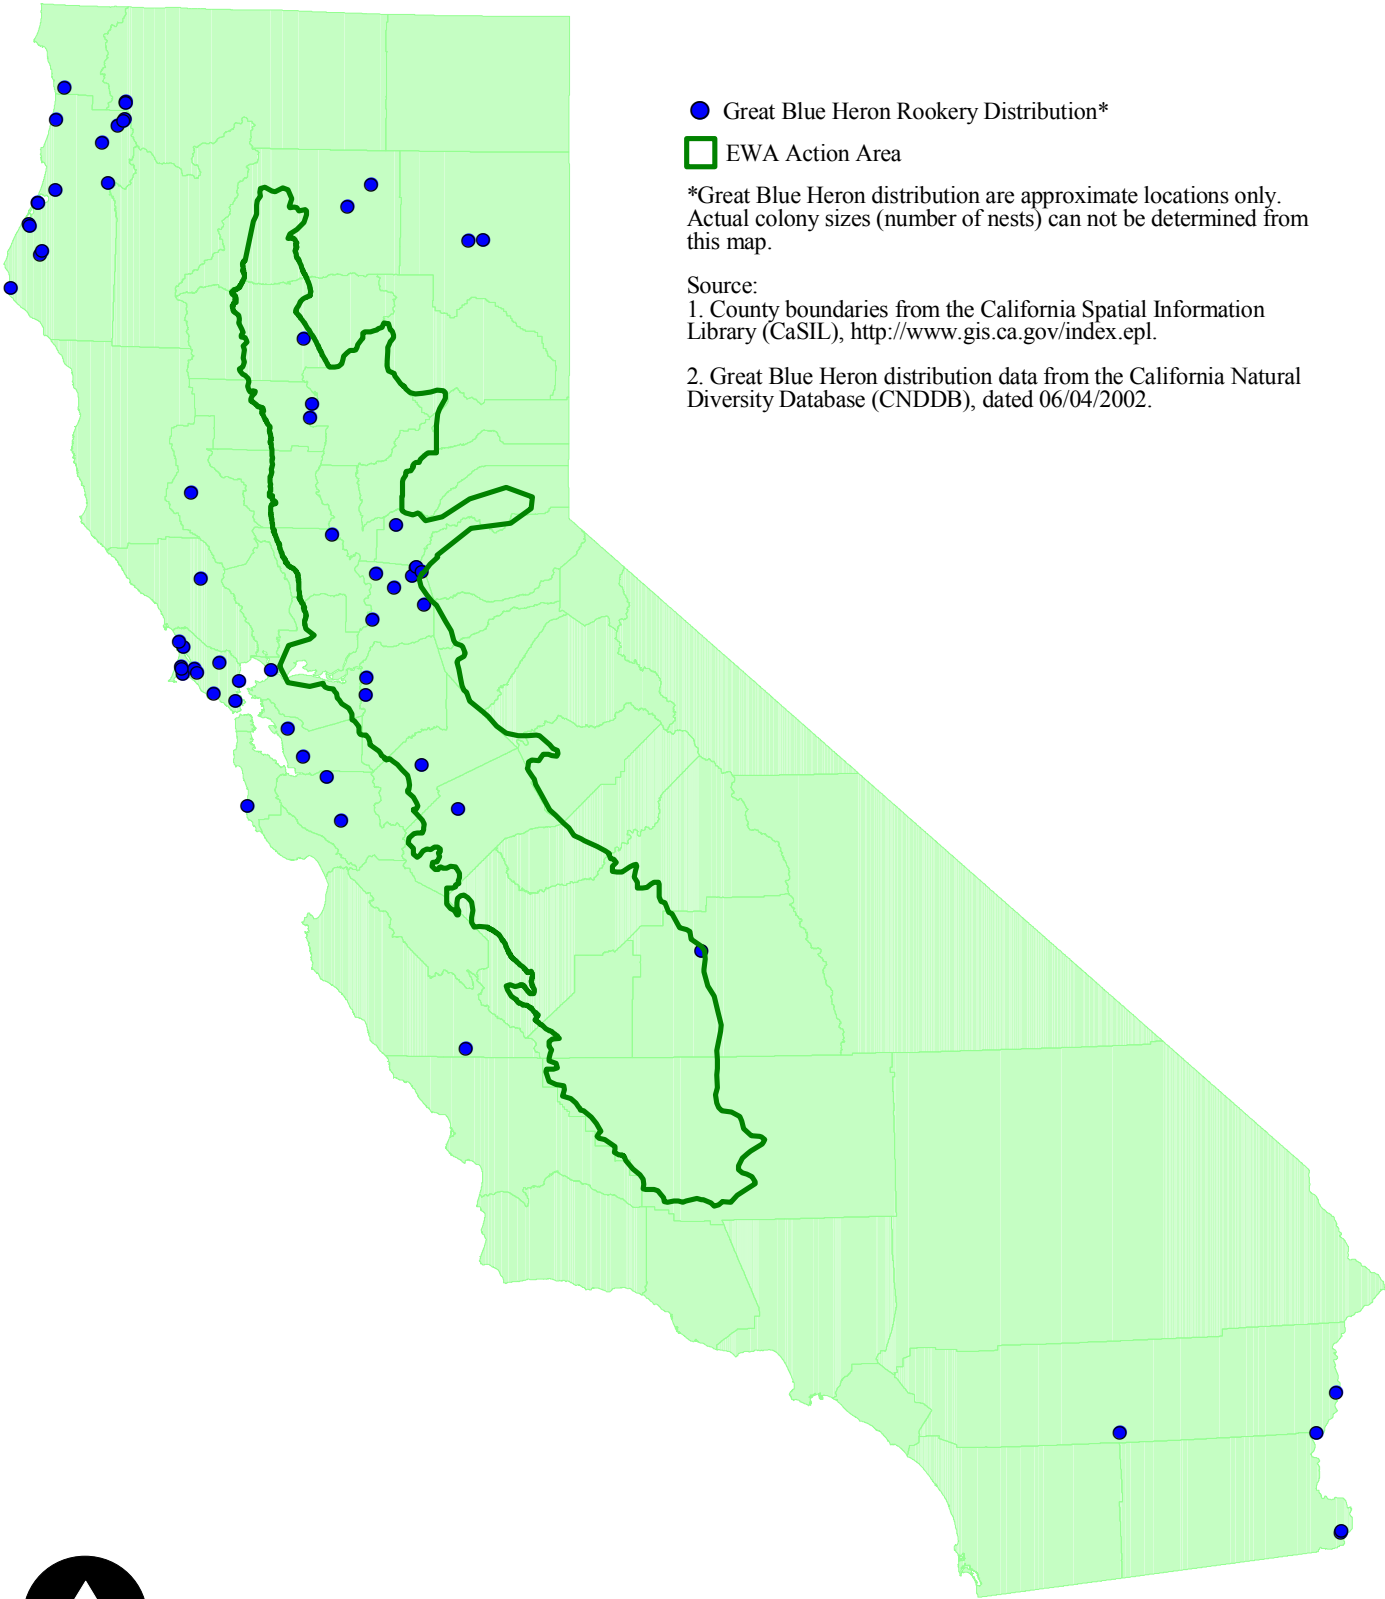 Great Blue Heron Rookery Distribution*
EWA Action Area
*Great Blue Heron distribution are approximate locations only.
Actual colony sizes (number of nests) can not be determined from
this map.
Source:
1. County boundaries from the California Spatial Information
Library (CaSIL), http://www.gis.ca.gov/index.epl.
2. Great Blue Heron distribution data from the California Natural
Diversity Database (CNDDB), dated 06/04/2002.